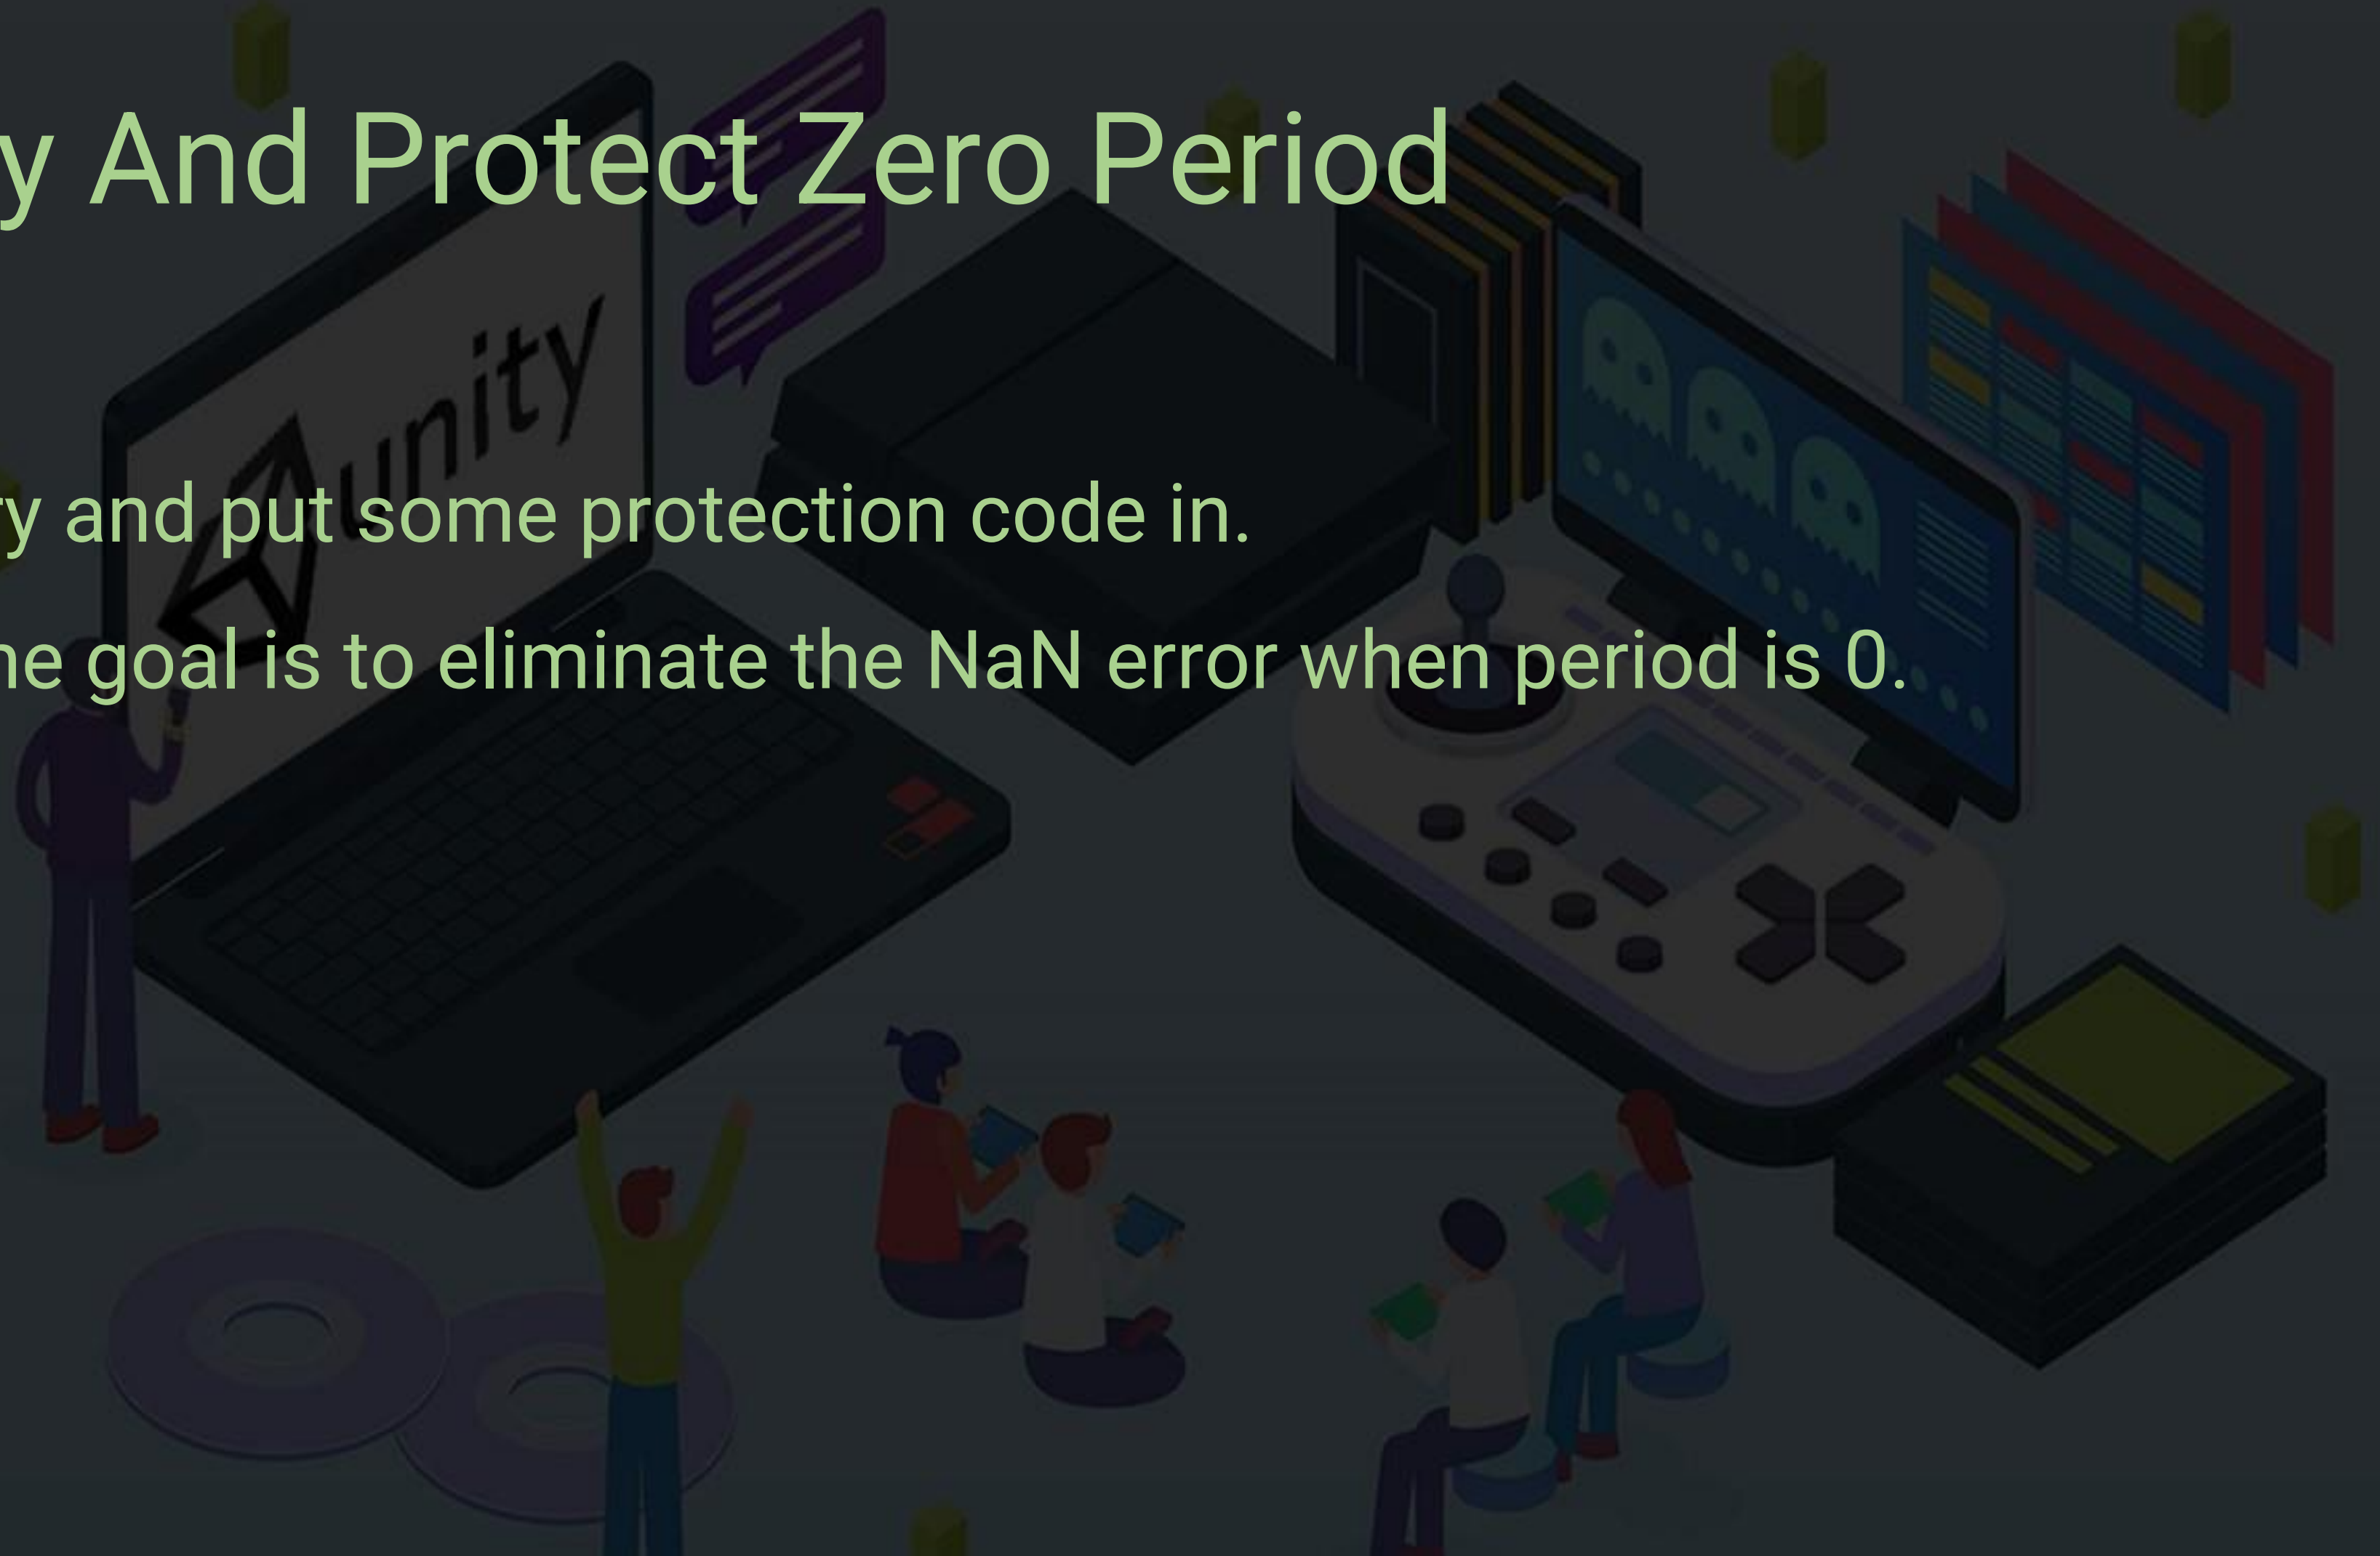 y And Protect Zero Period
unity
y and put some protection code in.
he goal is to eliminate the NaN error when period is 0.